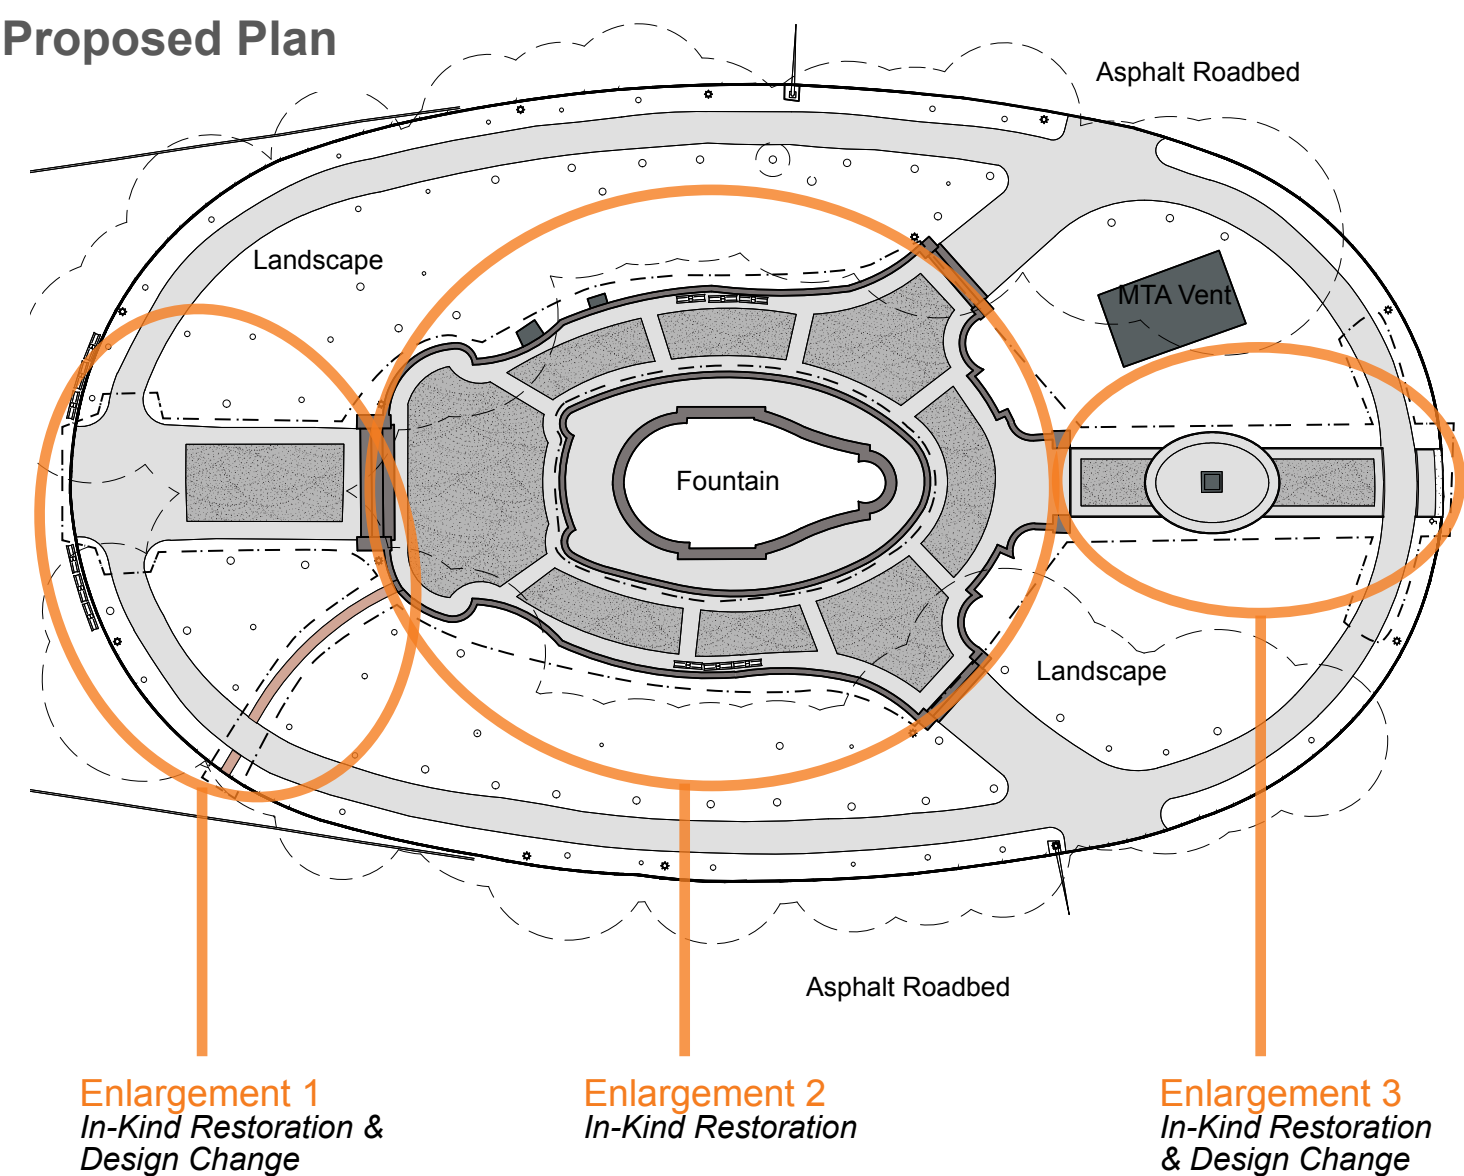 Proposed Plan
Asphalt Roadbed
Landscape
MTA Vent
Fountain
Landscape
Asphalt Roadbed
Enlargement 1
In-Kind Restoration &
Design Change
Enlargement 2
In-Kind Restoration
Enlargement 3
In-Kind Restoration
& Design Change